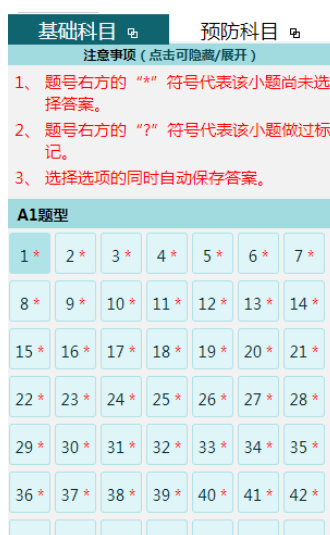 基础科目 预防科目
注意事项（点击可隐藏/展开）
1、 题号右方的“*”符号代表该小题尚未选
择答案。
2、 题号右方的“?”符号代表该小题做过标
记。
3、 选择选项的同时自动保存答案。
A1题型
1 * 2 * 3 * 4 * 5 * 6 * 7 *
8 * 9 * 10 * 11 * 12 * 13 * 14 *
15 * 16 * 17 * 18 * 19 * 20 * 21 *
22 * 23 * 24 * 25 * 26 * 27 * 28 *
29 * 30 * 31 * 32 * 33 * 34 * 35 *
36 * 37 * 38 * 39 * 40 * 41 * 42 *